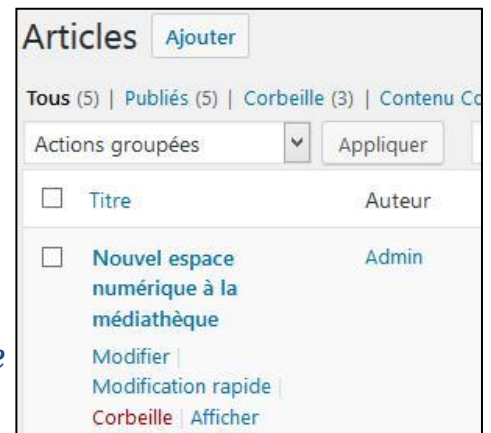 Articles Ajouter
Tous (5) | Publiés (5) | Corbeille (3) | Contenu Co
Actions groupées Appliquer
Titre Auteur
Nouvel espace Admin
numérique à la
médiathèque
e
Modifier |
Modification rapide |
Corbeille | Afficher